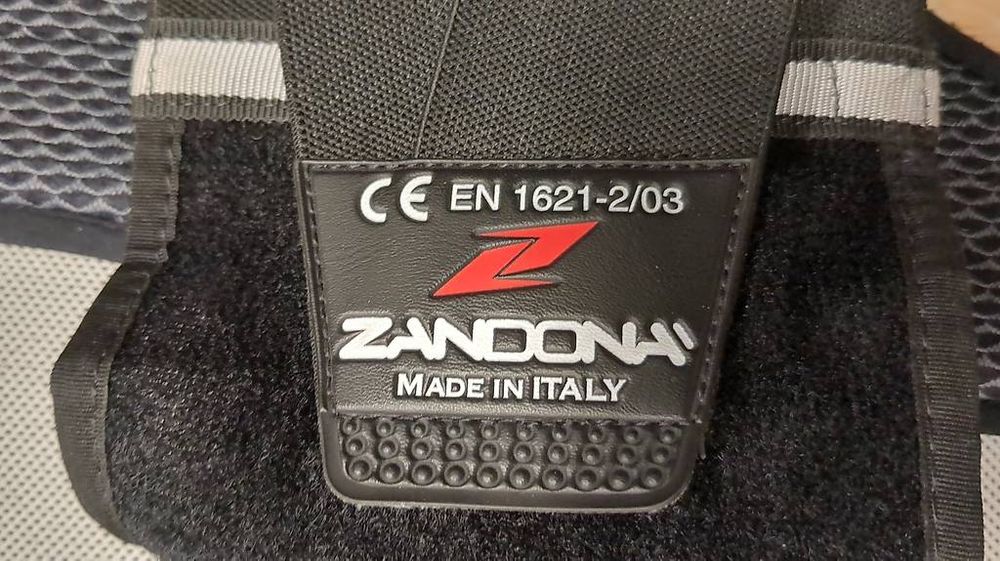 CE EN 1621-2/03
Z
ZANDONA'
MADE IN ITALY